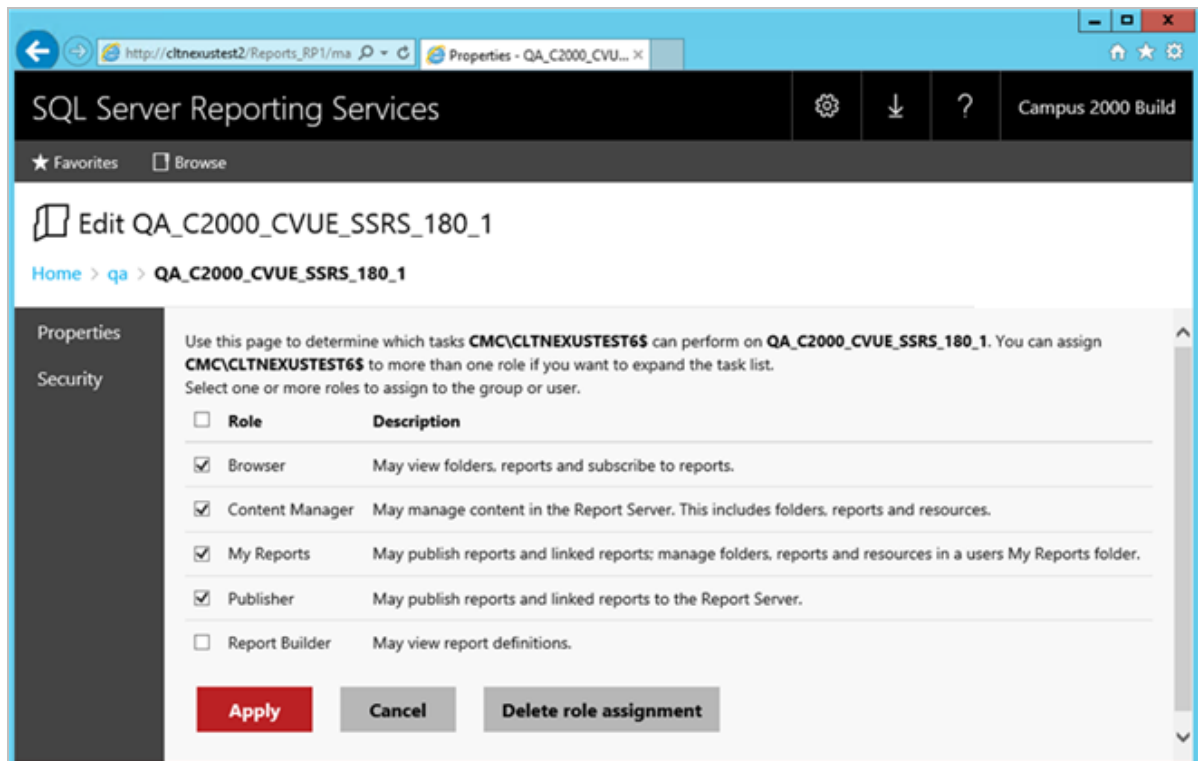 http://cltnexustest2/Reports_RP1/ma
Properties - QA_C2000_CVU... ×
SQL Server Reporting Services
?
Campus 2000 Build
Favorites
Browse
Edit QA_C2000_CVUE_SSRS_180_1
Home > qa > QA_C2000_CVUE_SSRS_180_1
Properties
Security
Use this page to determine which tasks CMC\CLTNEXUSTEST6$ can perform on QA_C2000_CVUE_SSRS_180_1. You can assign
CMC\CLTNEXUSTEST6$ to more than one role if you want to expand the task list.
Select one or more roles to assign to the group or user.
Role Description
Browser May view folders, reports and subscribe to reports.
Content Manager May manage content in the Report Server. This includes folders, reports and resources.
My Reports May publish reports and linked reports; manage folders, reports and resources in a users My Reports folder.
Publisher May publish reports and linked reports to the Report Server.
Report Builder May view report definitions.
Apply Cancel Delete role assignment